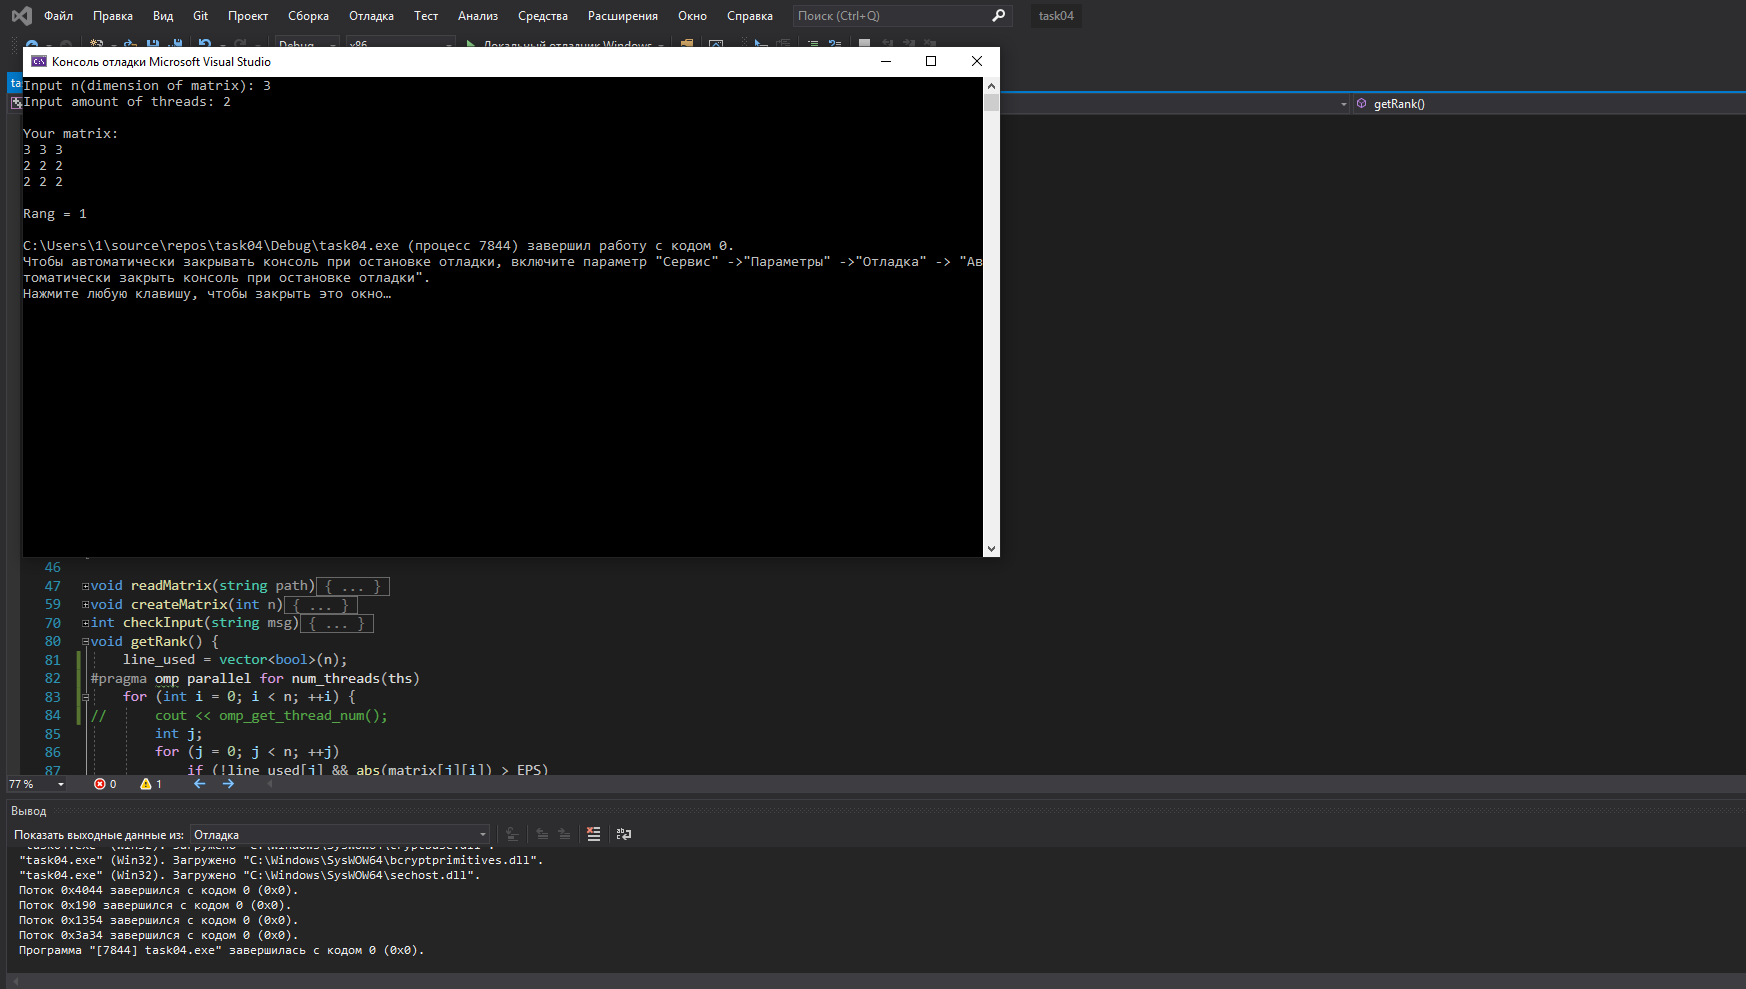 Файл Правка Вид Git Проект Сборка Отладка Тест Анализ Средства Расширения Окно Справка Поиск (Ctrl+Q) task04
Debug x86 Локальный отладчик Windows
Консоль отладки Microsoft Visual Studio
ta
getRank()
Input n(dimension of matrix): 3
Input amount of threads: 2
Your matrix:
3 3 3
2 2 2
2 2 2
Rang = 1
C:\Users\1\source\repos\task04\Debug\task04.exe (процесс 7844) завершил работу с кодом 0.
Чтобы автоматически закрывать консоль при остановке отладки, включите параметр "Сервис" ->"Параметры" ->"Отладка" -> "Ав
томатически закрыть консоль при остановке отладки".
Нажмите любую клавишу, чтобы закрыть это окно…
46
47 void readMatrix(string path){ ... }
59 void createMatrix(int n){ ... }
70 int checkInput(string msg){ ... }
80 void getRank() {
81 line_used = vector<bool>(n);
82 #pragma omp parallel for num_threads(ths)
83 for (int i = 0; i < n; ++i) {
84 // cout << omp_get_thread_num();
85 int j;
86 for (j = 0; j < n; ++j)
87 if (!line_used[j] && abs(matrix[j][i]) > EPS)
77 % 0 1
Вывод
Показать выходные данные из: Отладка
"task04.exe" (Win32). Загружено "C:\Windows\SysWOW64\cryptbase.dll".
"task04.exe" (Win32). Загружено "C:\Windows\SysWOW64\bcryptprimitives.dll".
"task04.exe" (Win32). Загружено "C:\Windows\SysWOW64\sechost.dll".
Поток 0x4044 завершился с кодом 0 (0x0).
Поток 0x190 завершился с кодом 0 (0x0).
Поток 0x1354 завершился с кодом 0 (0x0).
Поток 0x3a34 завершился с кодом 0 (0x0).
Программа "[7844] task04.exe" завершилась с кодом 0 (0x0).